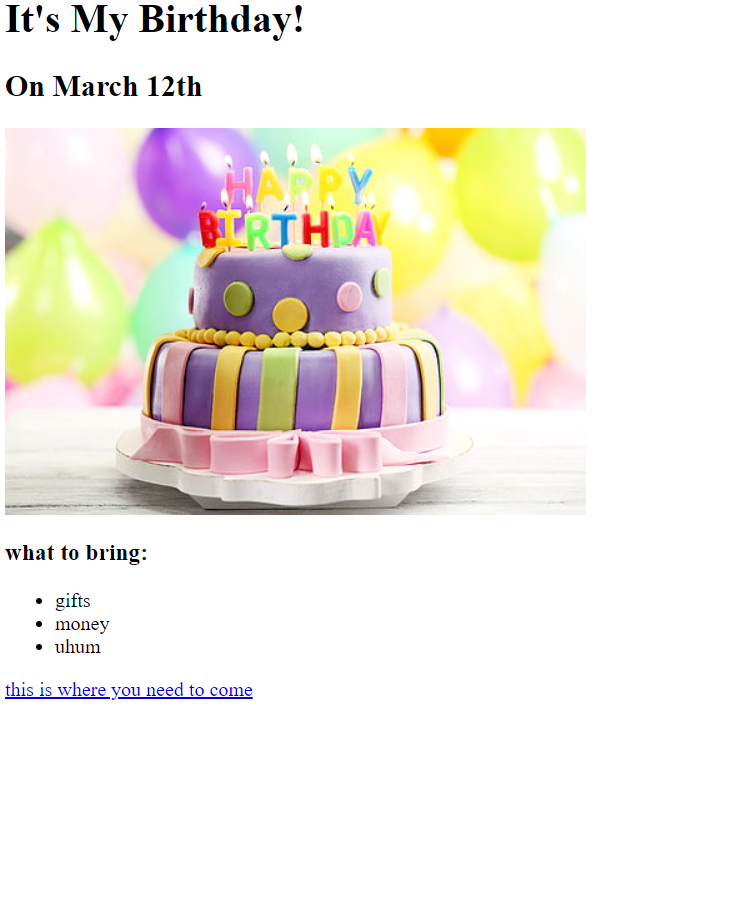 It's My Birthday!
On March 12th
HAPPY
BIRTHDAY
what to bring:
gifts
money
uhum
this is where you need to come